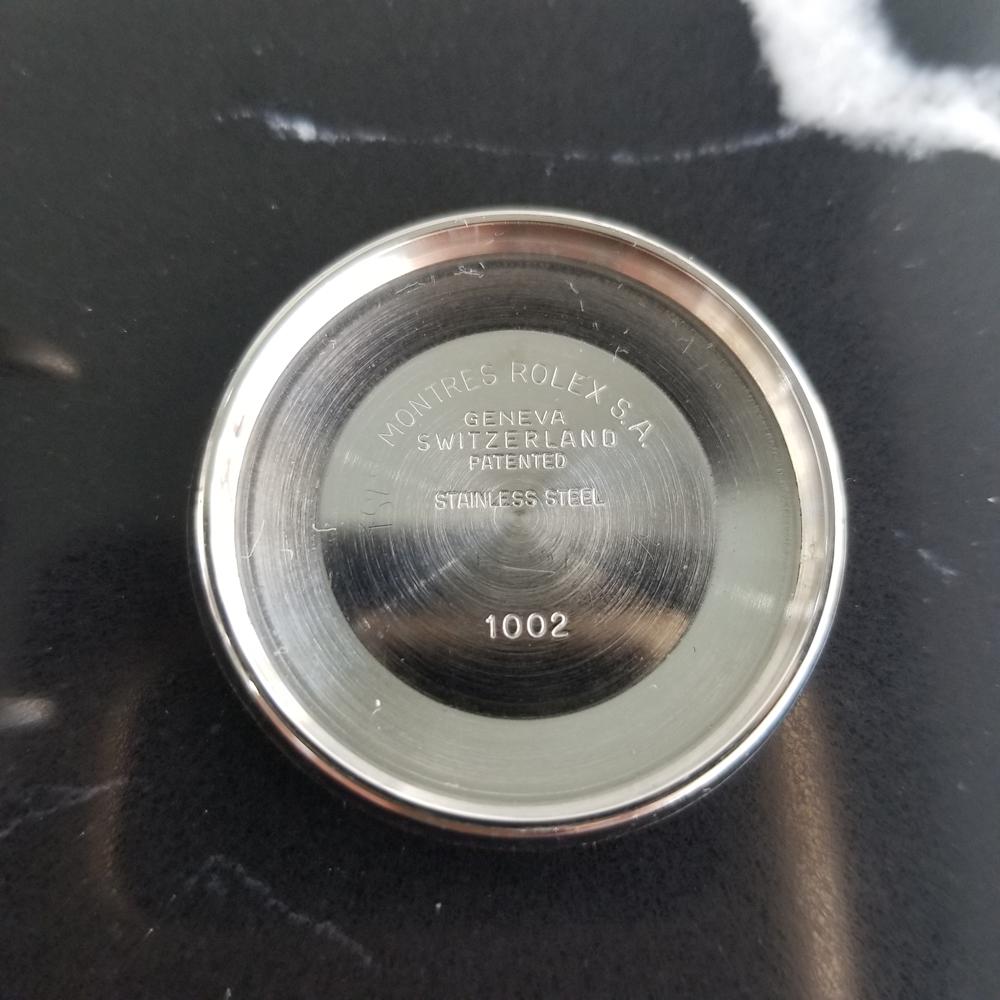 MONTRES ROLEX S.A.
GENEVA
SWITZERLAND
PATENTED
STAINLESS STEEL
1002